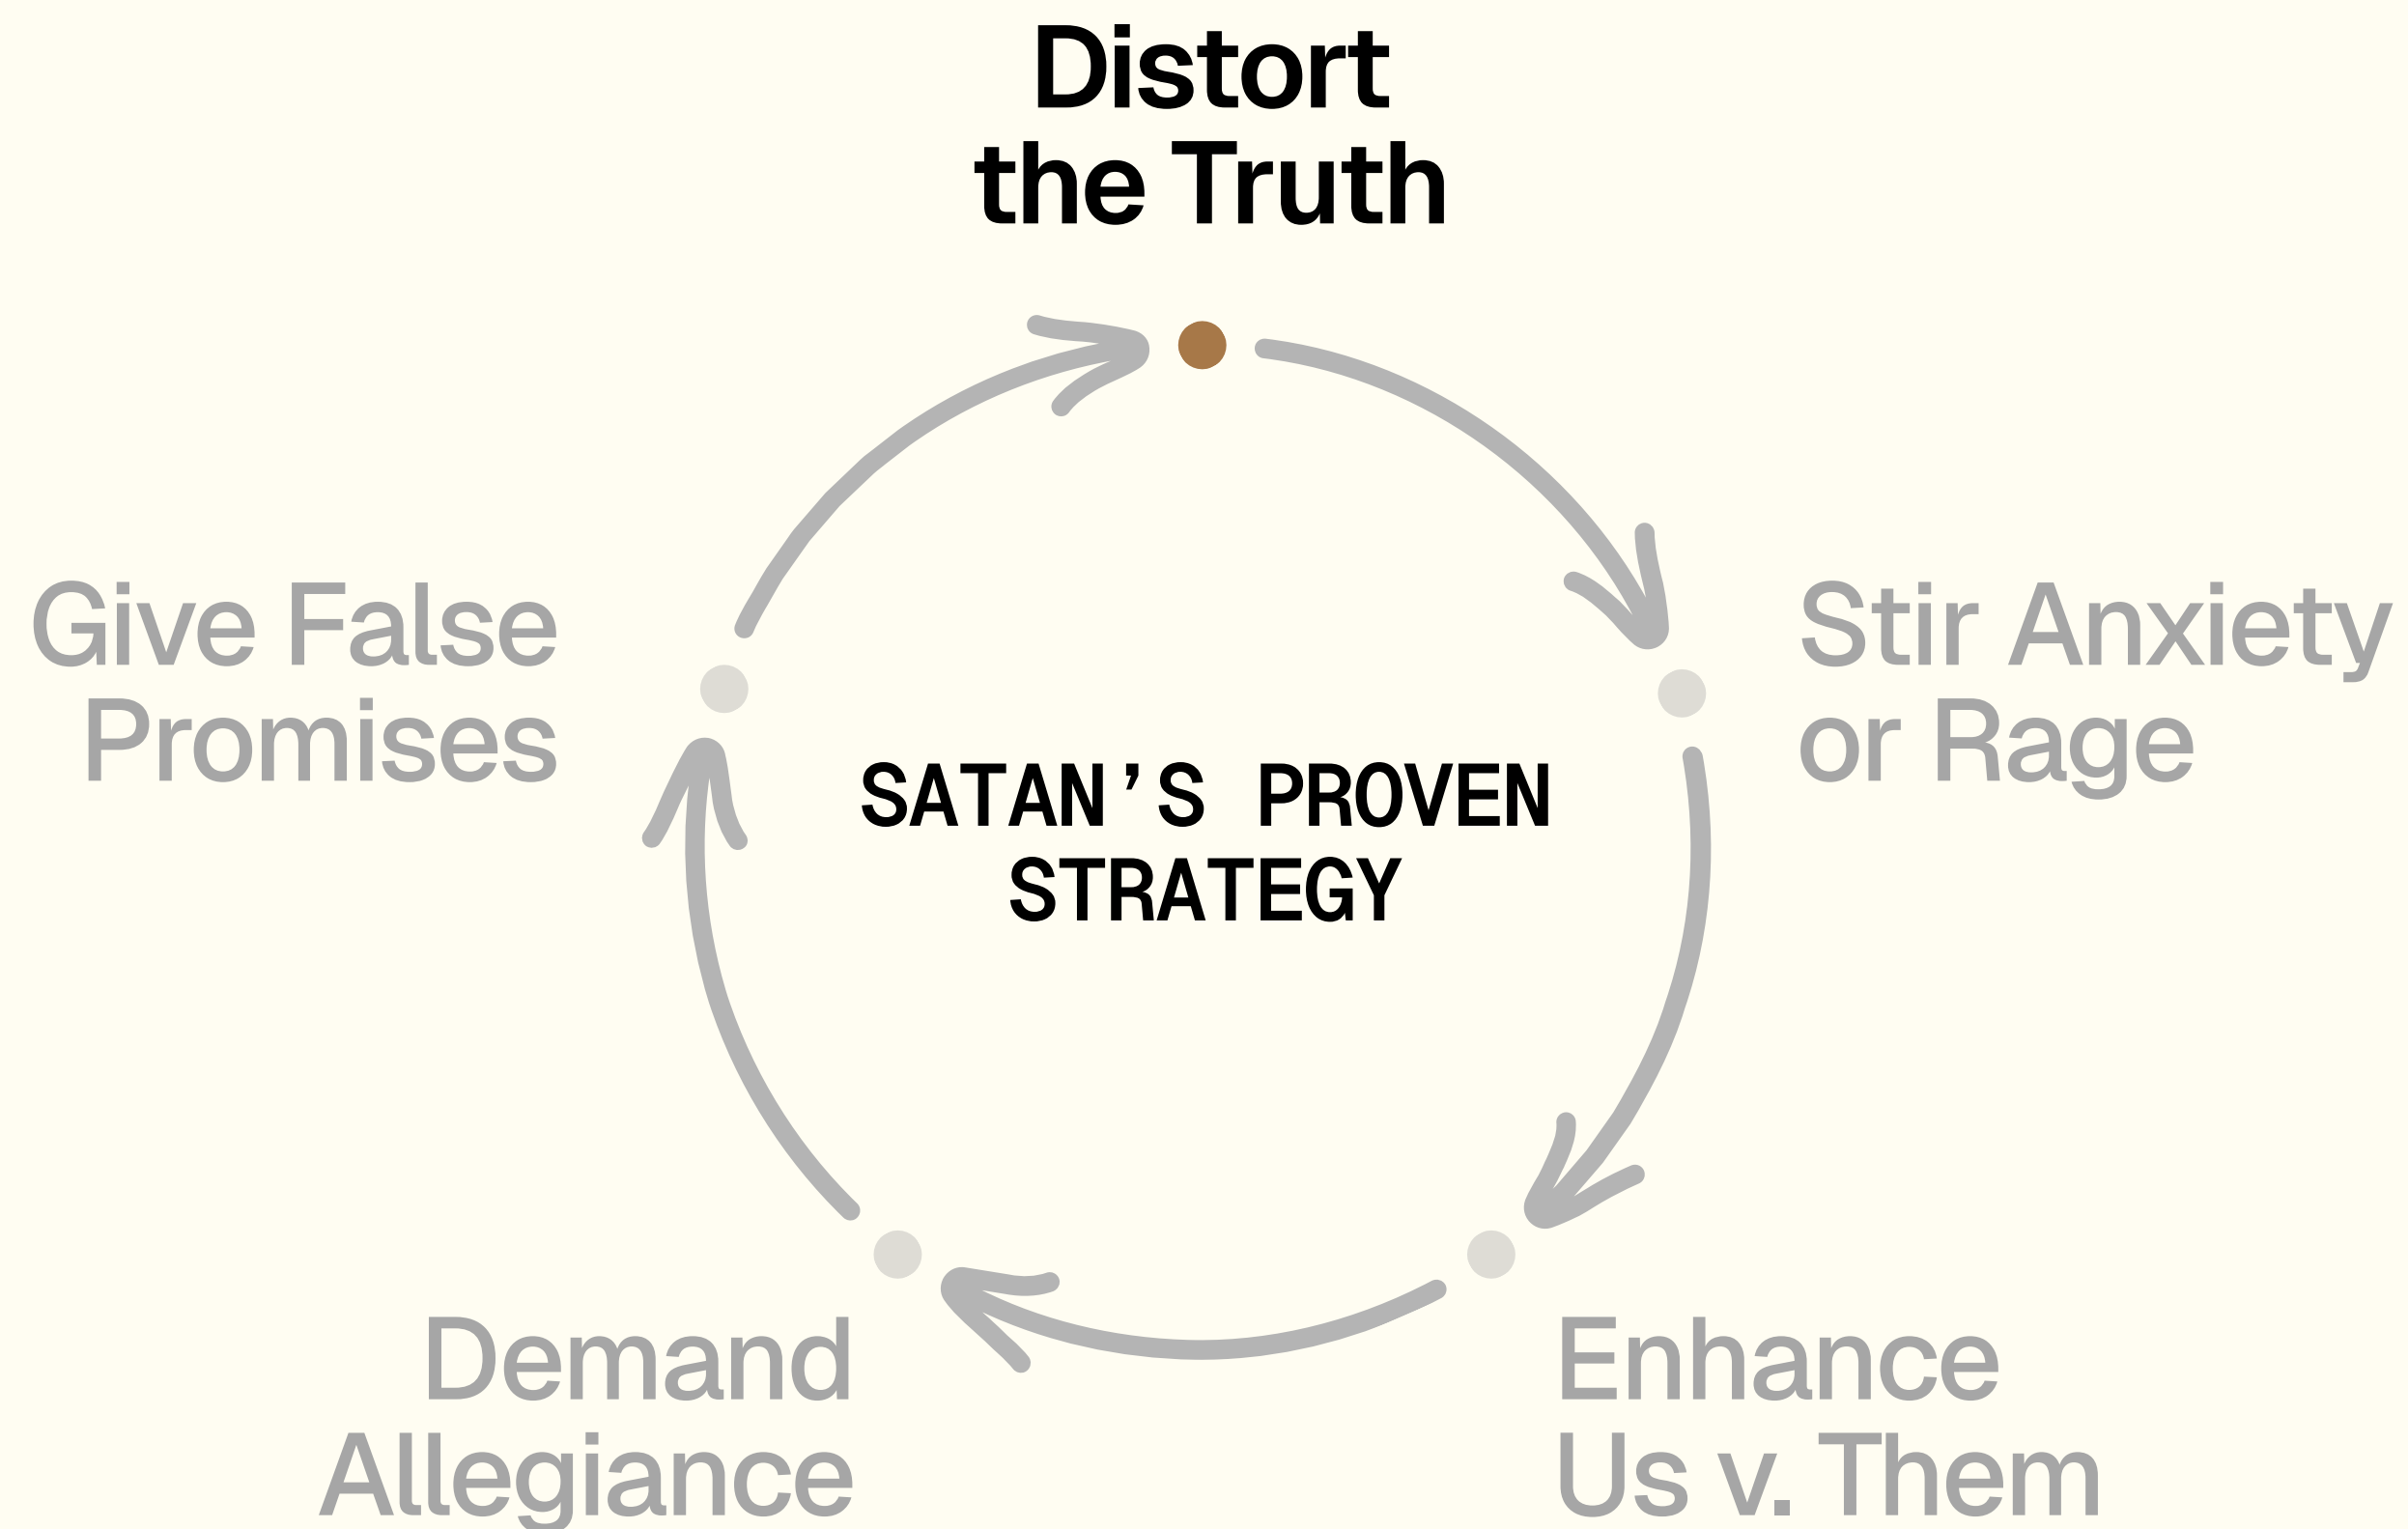 Distort
the Truth
Give False
Promises
Stir Anxiety
or Rage
SATAN'S PROVEN
STRATEGY
Demand
Allegiance
Enhance
Us v. Them